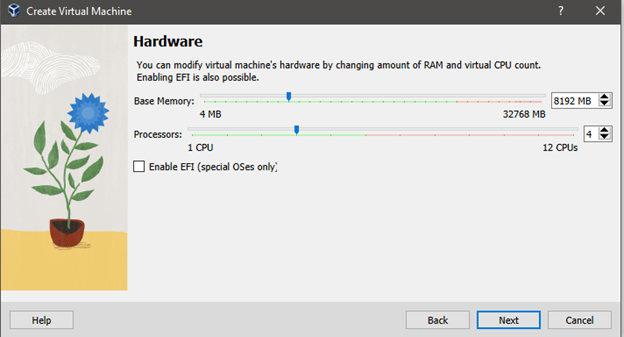 Create Virtual Machine
Hardware
You can modify virtual machine's hardware by changing amount of RAM and virtual CPU count.
Enabling EFI is also possible.
Base Memory: 8192 MB
4 MB 32768 MB
Processors: 4
1 CPU 12 CPUs
Enable EFI (special OSes only)
Help Back Next Cancel